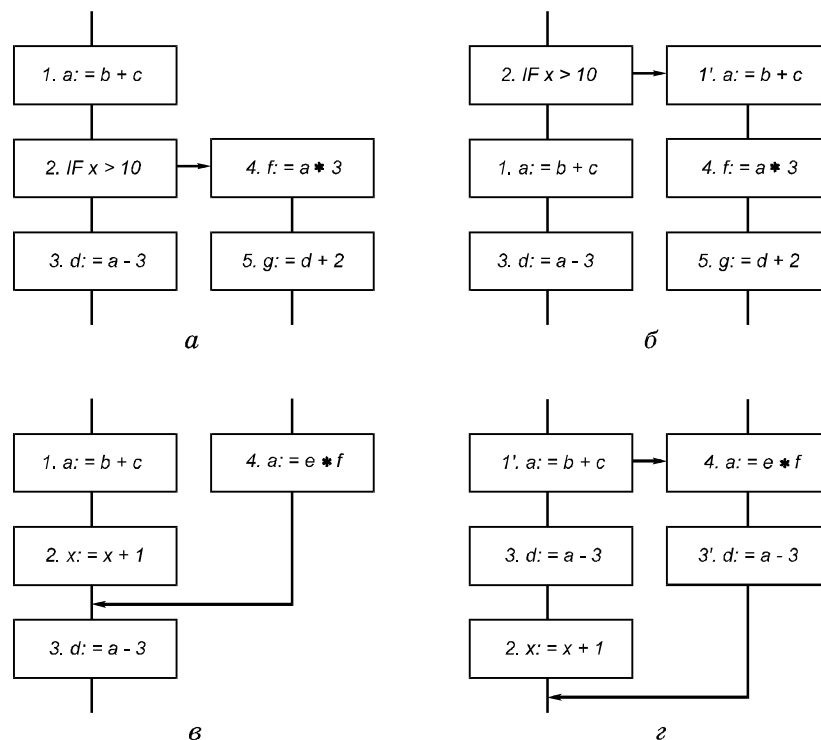 1. a: = b + c
2. IF x > 10
4. f: = a * 3
3. d: = a - 3
5. g: = d + 2
а
2. IF x > 10
1'. a: = b + c
1. a: = b + c
4. f: = a * 3
3. d: = a - 3
5. g: = d + 2
б
1. a: = b + c
4. a: = e * f
2. x: = x + 1
3. d: = a - 3
в
1'. a: = b + c
4. a: = e * f
3. d: = a - 3
3'. d: = a - 3
2. x: = x + 1
г